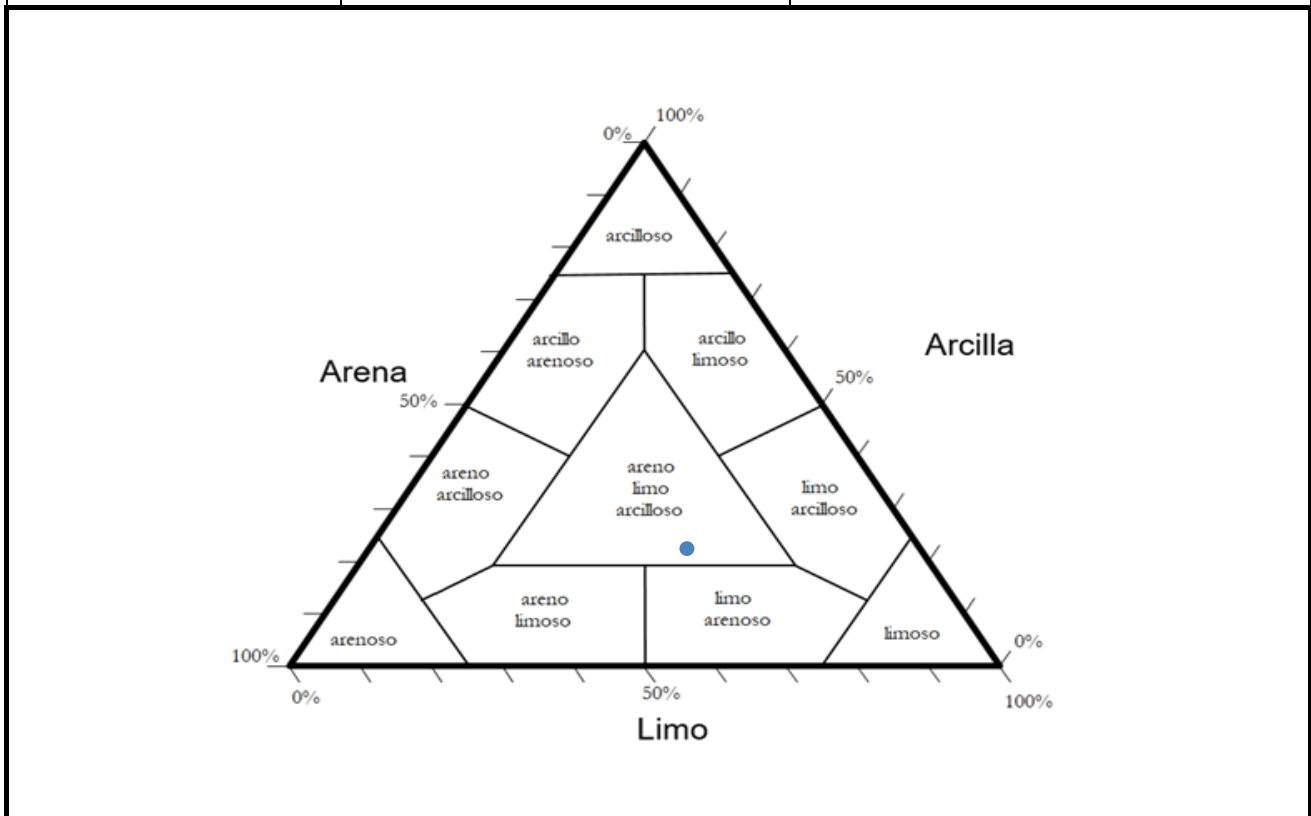 100%
0%
arcilloso
arcillo
arenoso
arcillo
limoso
Arena
Arcilla
50%
50%
areno
arcilloso
areno
limo
arcilloso
limo
arcilloso
areno
limoso
limo
arenoso
arenoso
limoso
100%
0%
0%
50%
100%
Limo